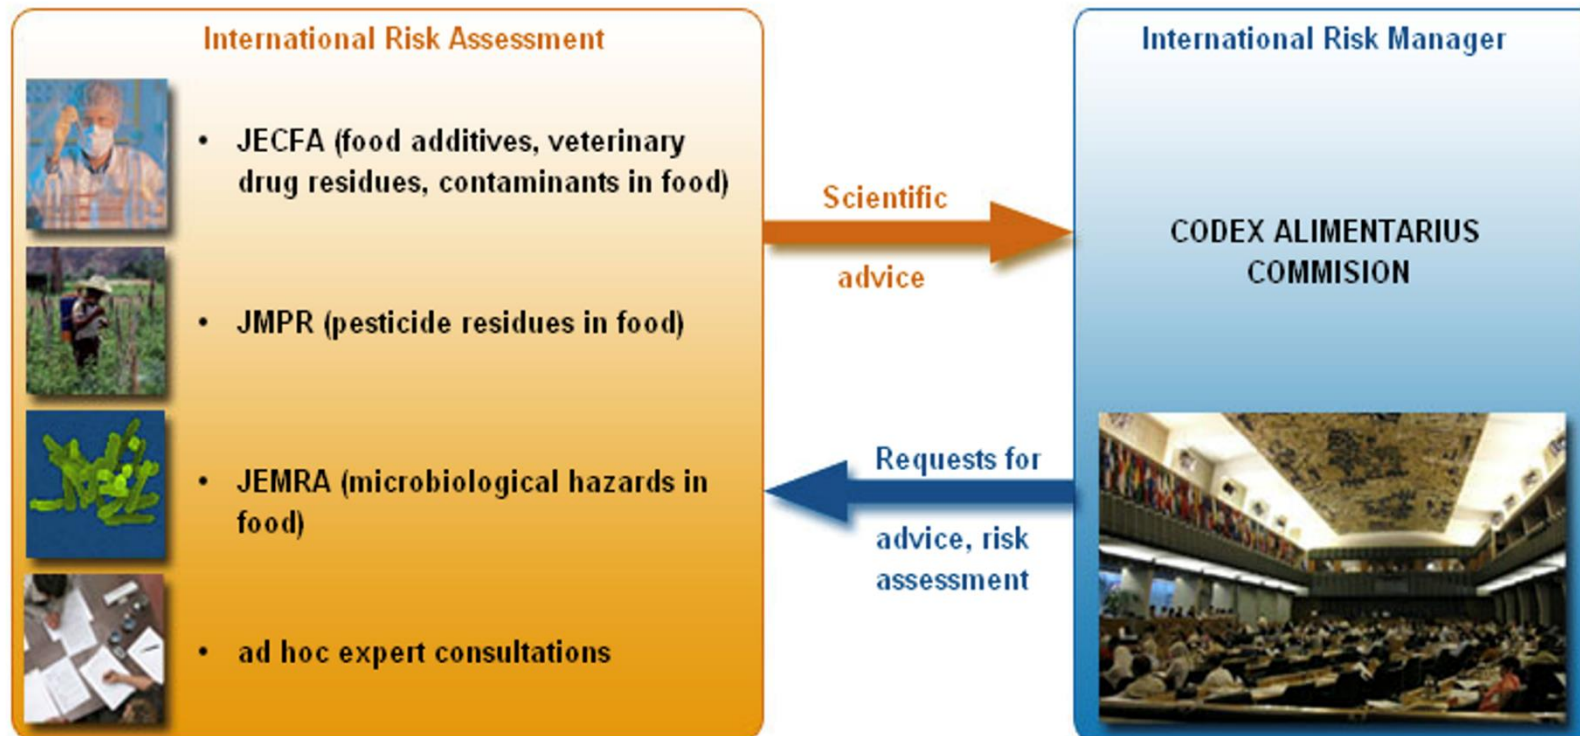 International Risk Assessment
• JECFA (food additives, veterinary
drug residues, contaminants in food)
• JMPR (pesticide residues in food)
• JEMRA (microbiological hazards in
food)
• ad hoc expert consultations
Scientific
advice
Requests for
advice, risk
assessment
International Risk Manager
CODEX ALIMENTARIUS
COMMISION